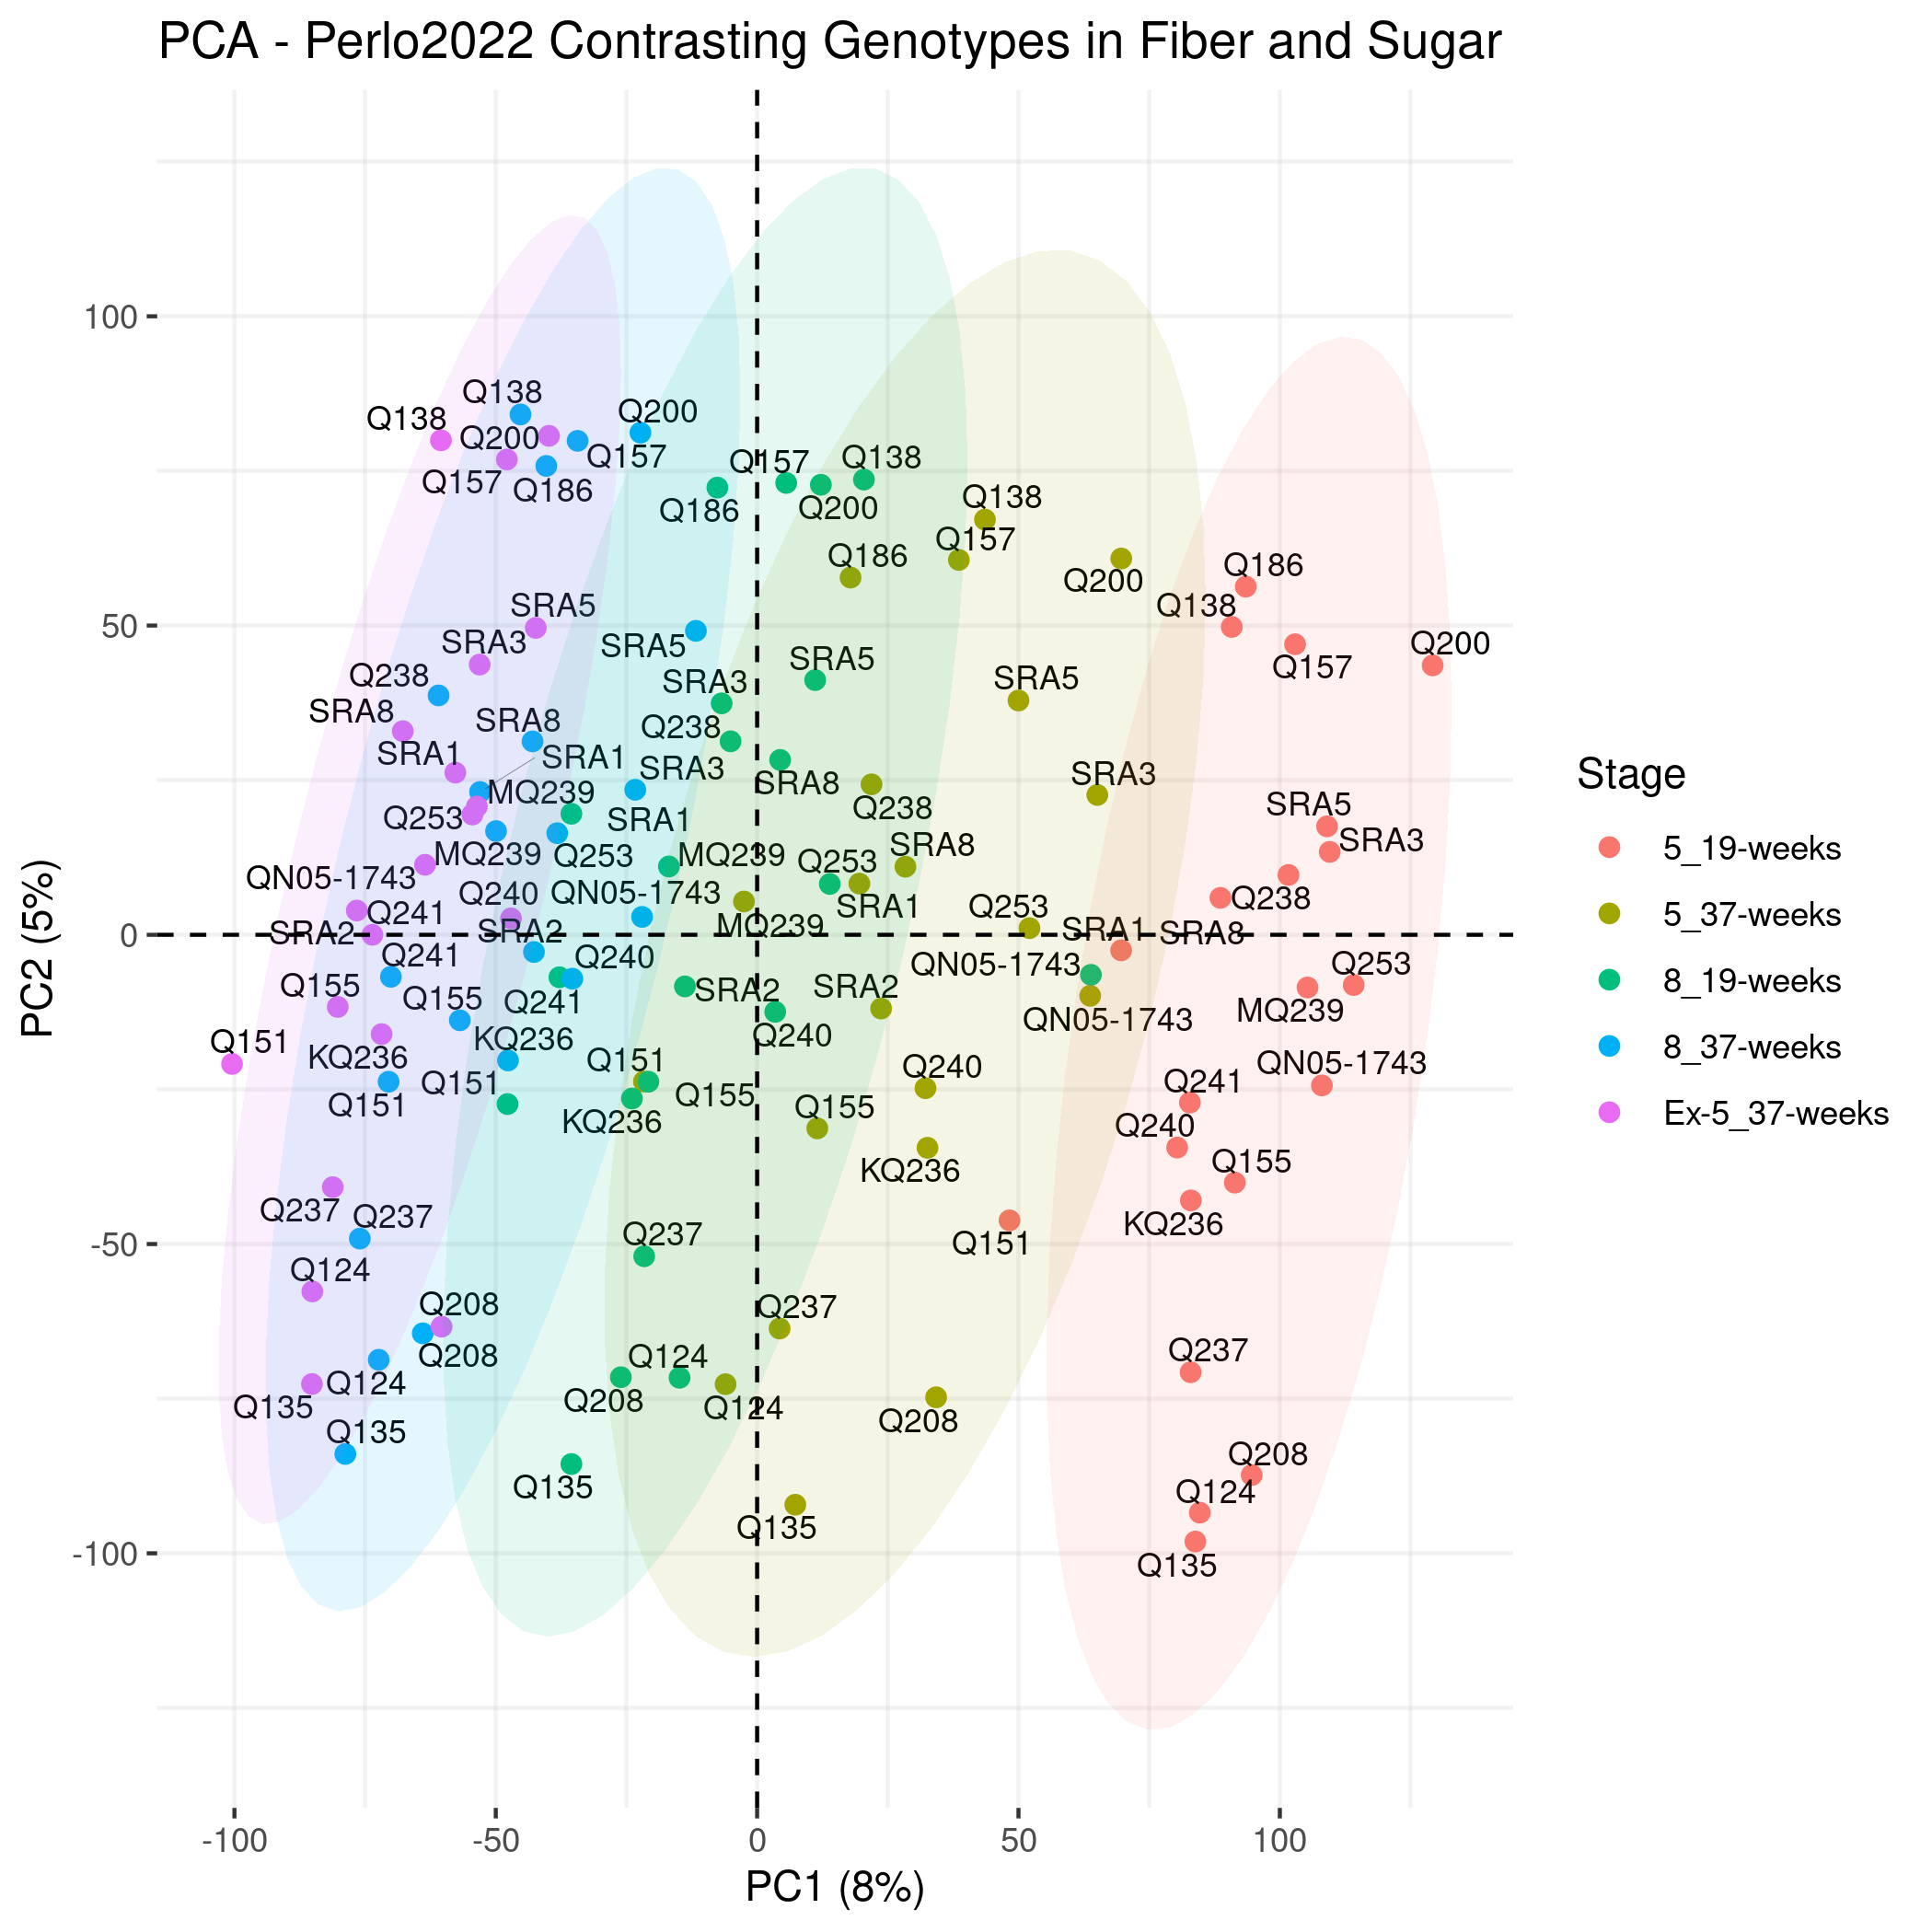 PCA - Perlo2022 Contrasting Genotypes in Fiber and Sugar
Q138
Q138
Q200
Q200
Q157
Q157
Q186
Q157
Q138
Q186
Q200
Q138
Q157
Q186
Q200
Q186
Q138
Q157
Q200
SRA5
SRA3
SRA5
Q238
SRA5
SRA3
SRA5
SRA8
SRA8
Q238
SRA1
SRA1
SRA3
SRA8
SRA3
MQ239
Q238
Q253
SRA1
SRA5
SRA3
MQ239
Q253
MQ239
Q253
SRA8
QN05-1743
Q240
QN05-1743
SRA1
Q238
Q241
Q253
SRA2
SRA2
MQ239
SRA1
SRA8
Q241
Q240
QN05-1743
Q253
Q155
Q155
Q241
SRA2
SRA2
MQ239
QN05-1743
Q151
KQ236
Q240
KQ236
Q151
Q151
Q155
Q240
QN05-1743
Q241
Q151
KQ236
Q155
Q240
KQ236
Q155
Q237
Q237
Q237
Q151
KQ236
Q124
Q208
Q237
Q208
Q124
Q237
Q135
Q124
Q208
Q124
Q208
Q135
Q135
Q135
Q208
Q124
Q135
100
50
0
-50
-100
PC2 (5%)
-100
-50
0
50
100
PC1 (8%)
Stage
5_19-weeks
5_37-weeks
8_19-weeks
8_37-weeks
Ex-5_37-weeks